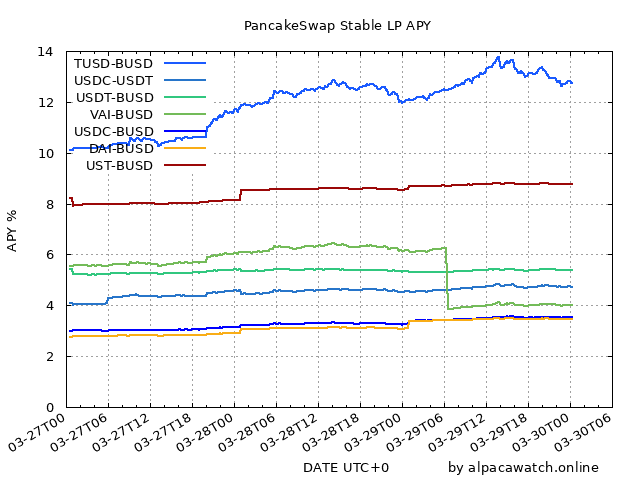 PancakeSwap Stable LP APY
14
12
10
8
6
4
2
0
APY %
TUSD-BUSD
USDC-USDT
USDT-BUSD
VAI-BUSD
USDC-BUSD
DAI-BUSD
UST-BUSD
03-27T00
03-27T06
03-27T12
03-27T18
03-28T00
03-28T06
03-28T12
03-28T18
03-29T00
03-29T06
03-29T12
03-29T18
03-30T00
03-30T06
DATE UTC+0
by alpacawatch.online